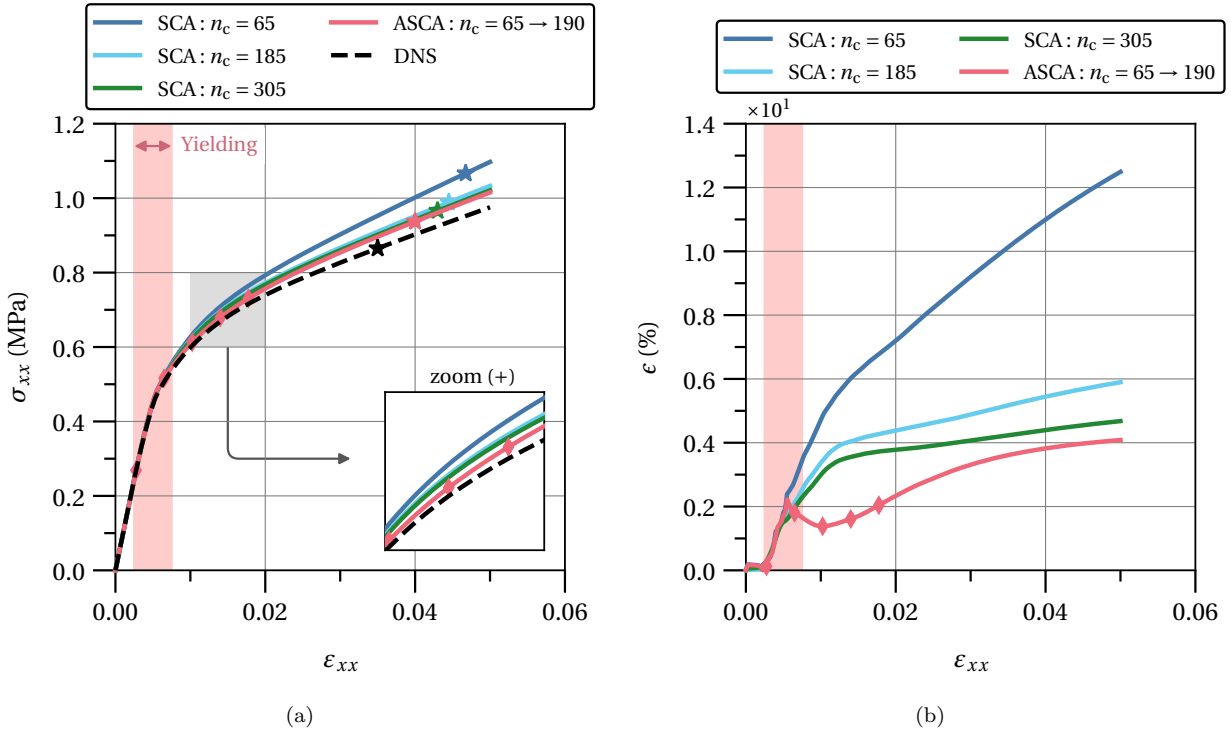 SCA: n_c = 65
SCA: n_c = 185
SCA: n_c = 305
ASCA: n_c = 65 → 190
DNS
1.2
1.0
0.8
0.6
0.4
0.2
0.0
σ_xx (MPa)
Yielding
zoom (+)
0.00
0.02
0.04
0.06
ε_xx
(a)
SCA: n_c = 65
SCA: n_c = 185
SCA: n_c = 305
ASCA: n_c = 65 → 190
×10¹
1.4
1.2
1.0
0.8
0.6
0.4
0.2
0.0
ϵ (%)
0.00
0.02
0.04
0.06
ε_xx
(b)